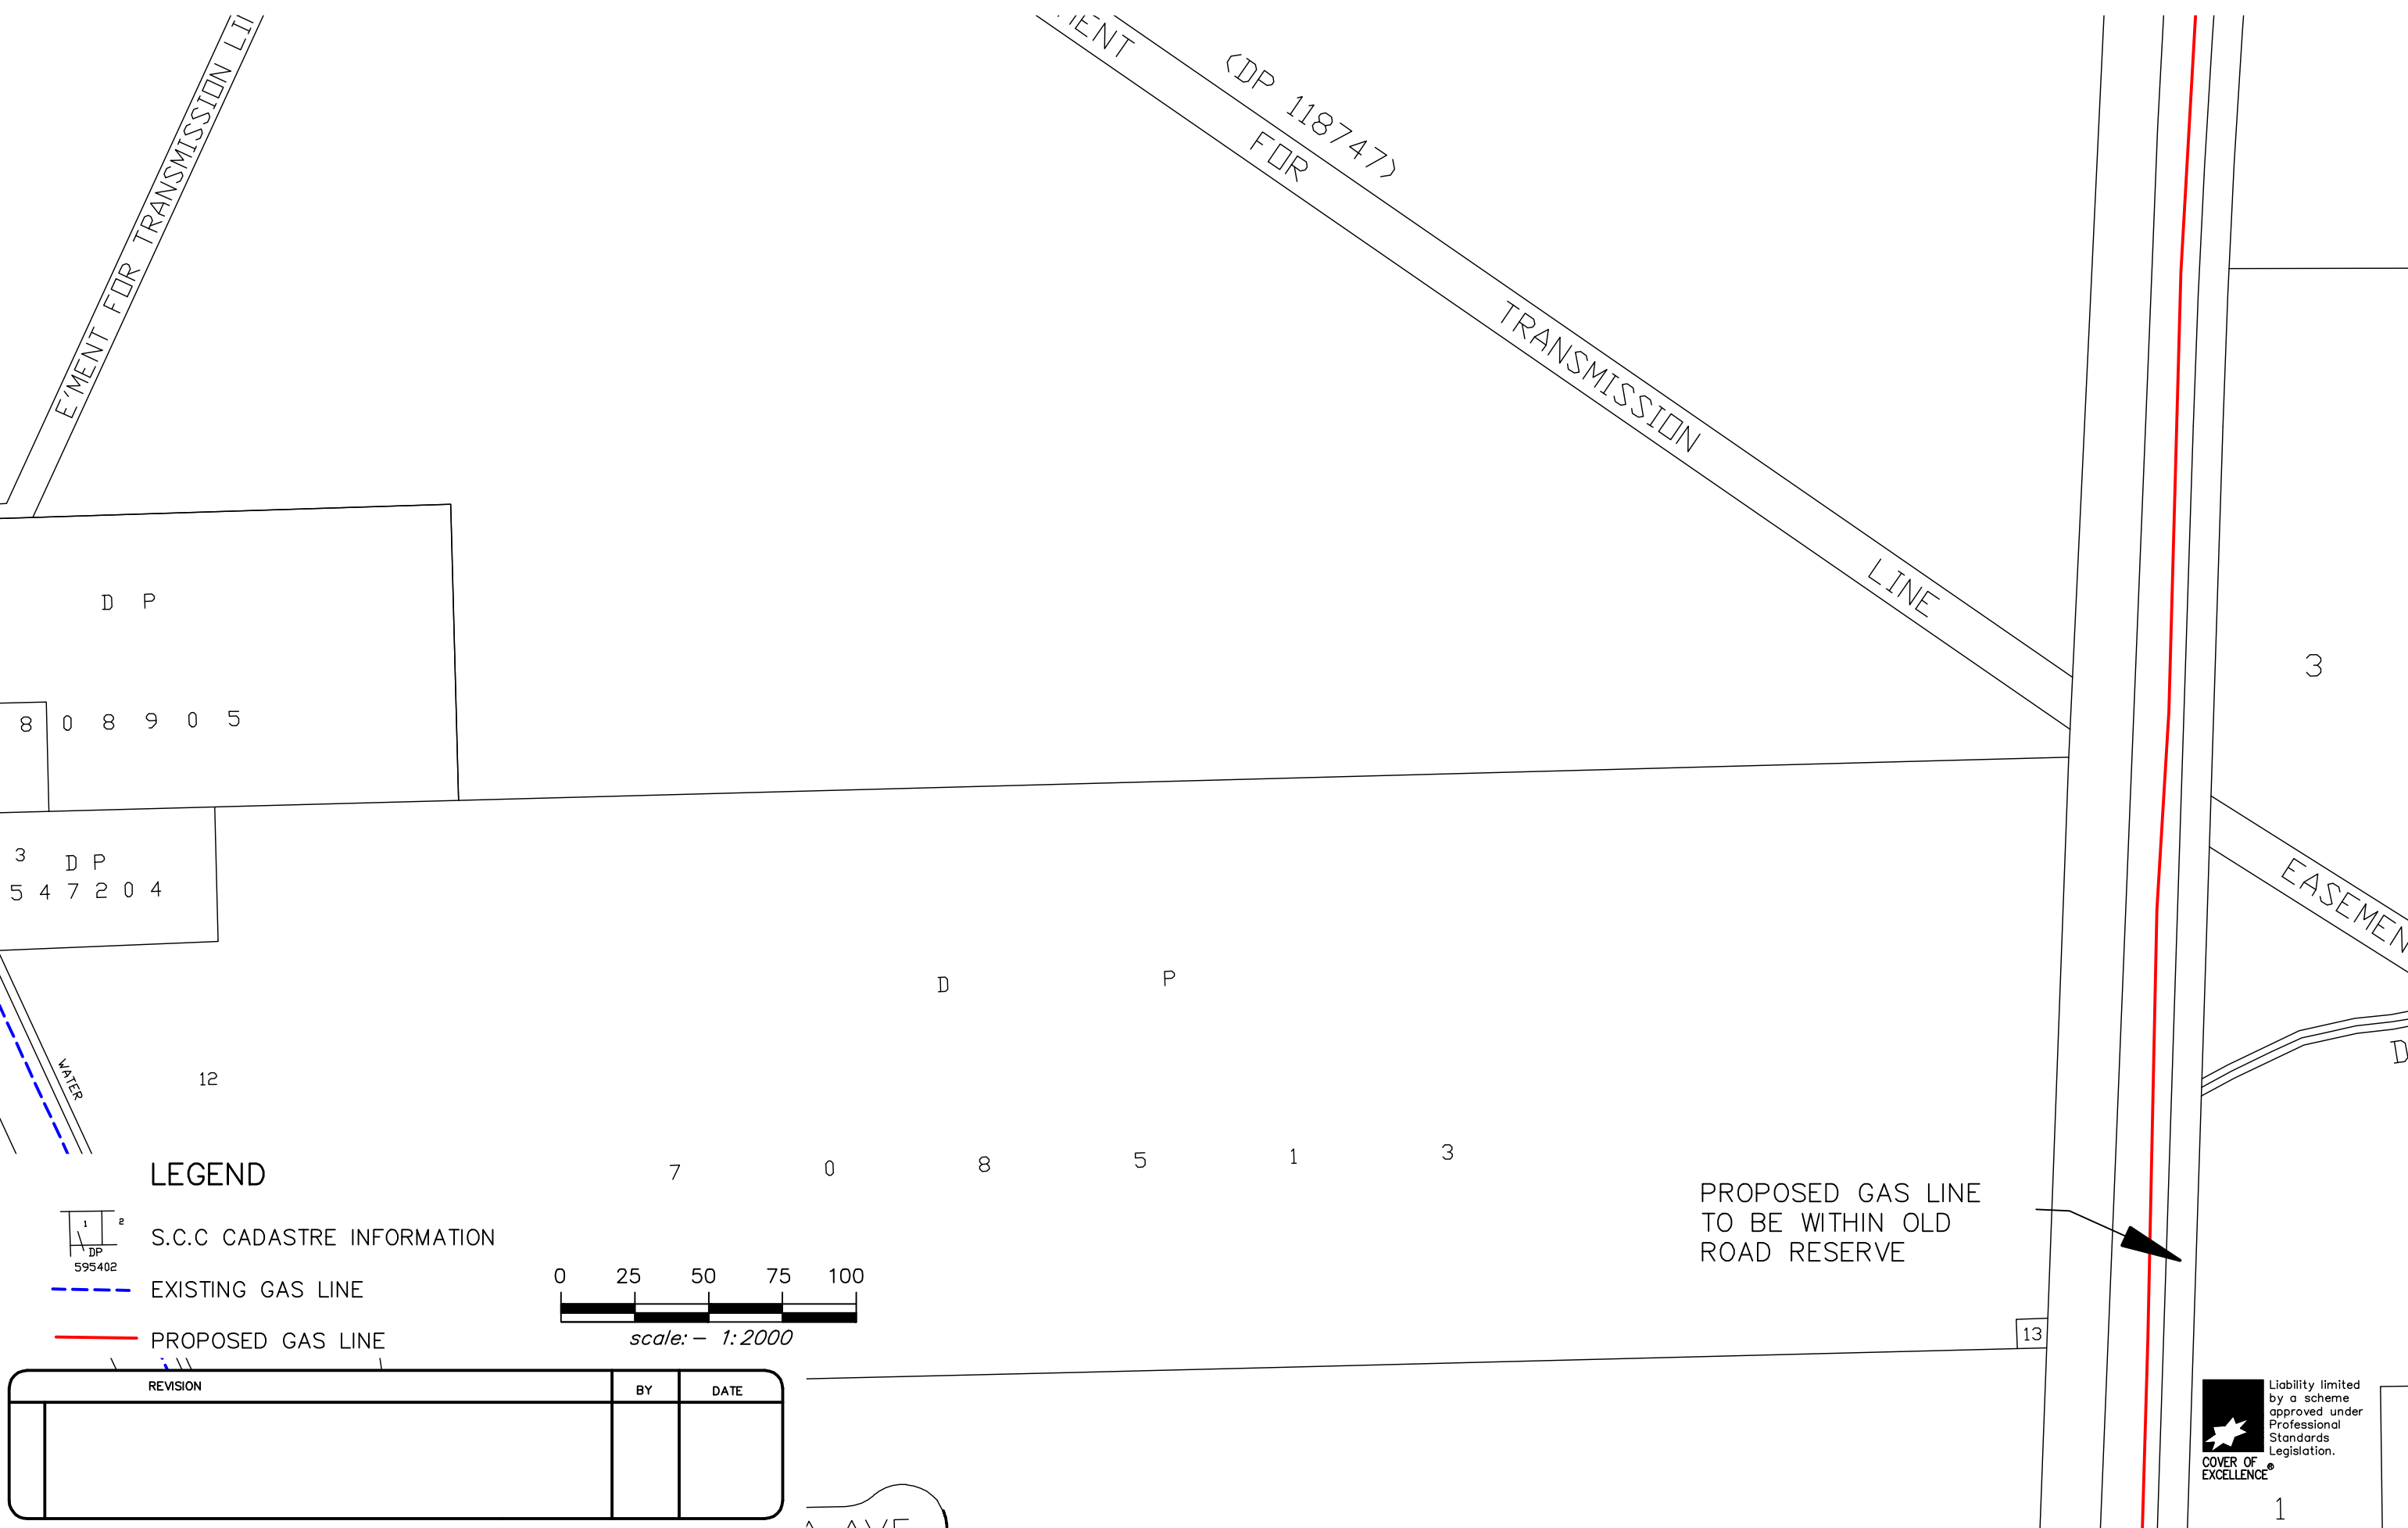 E'MENT FOR TRANSMISSION
FOR TRANSMISSION LINE
(DP 118747)
D P
8 0 8 9 0 5
3
3 D P
5 4 7 2 0 4
D P
WATER
12
7 0 8 5 1 3
LEGEND
1 2
DP
595402
S.C.C CADASTRE INFORMATION
EXISTING GAS LINE
PROPOSED GAS LINE
0 25 50 75 100
scale:- 1:2000
PROPOSED GAS LINE
TO BE WITHIN OLD
ROAD RESERVE
13
REVISION BY DATE
AVE
Liability limited
by a scheme
approved under
Professional
Standards
Legislation.
COVER OF
EXCELLENCE®
1